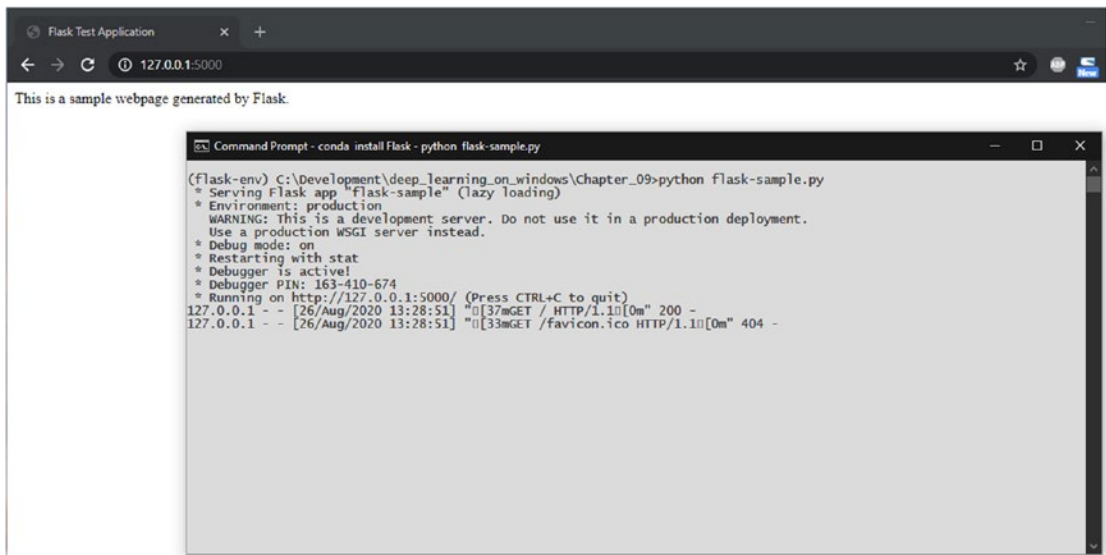 Flask Test Application
127.0.0.1:5000
New
This is a sample webpage generated by Flask.
Command Prompt - conda install Flask - python flask-sample.py
(flask-env) C:\Development\deep_learning_on_windows\Chapter_09>python flask-sample.py
* Serving Flask app "flask-sample" (lazy loading)
* Environment: production
WARNING: This is a development server. Do not use it in a production deployment.
Use a production WSGI server instead.
* Debug mode: on
* Restarting with stat
* Debugger is active!
* Debugger PIN: 163-410-674
* Running on http://127.0.0.1:5000/ (Press CTRL+C to quit)
127.0.0.1 - - [26/Aug/2020 13:28:51] "▯[37mGET / HTTP/1.1▯[0m" 200 -
127.0.0.1 - - [26/Aug/2020 13:28:51] "▯[33mGET /favicon.ico HTTP/1.1▯[0m" 404 -